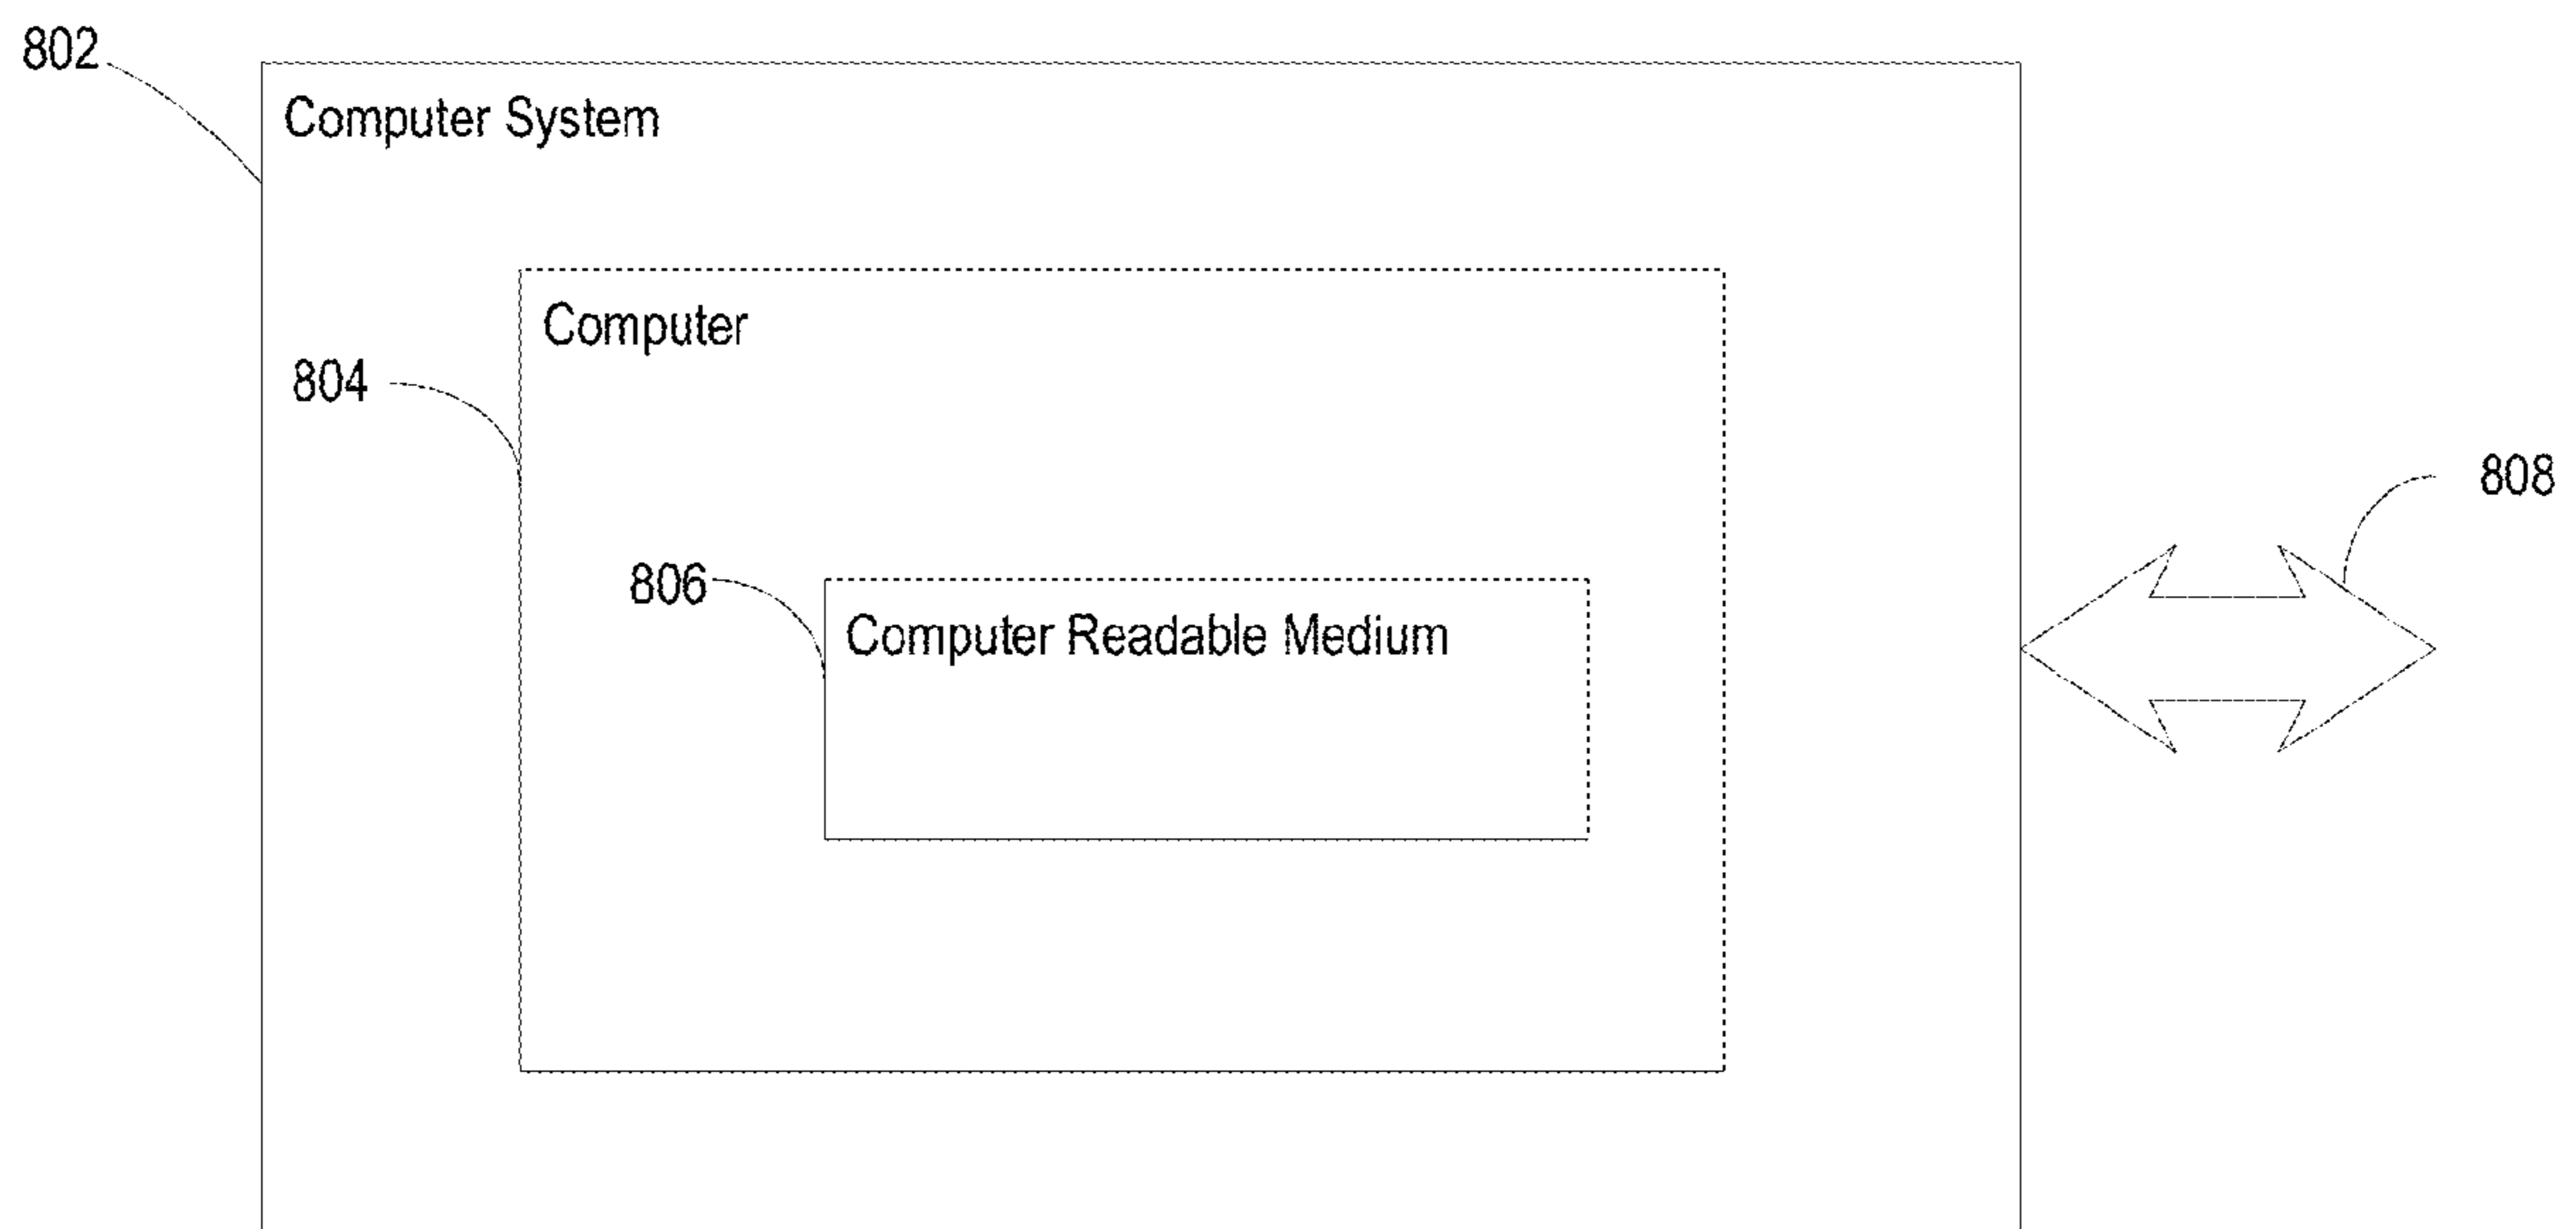 802
Computer System
Computer
804
808
806
Computer Readable Medium